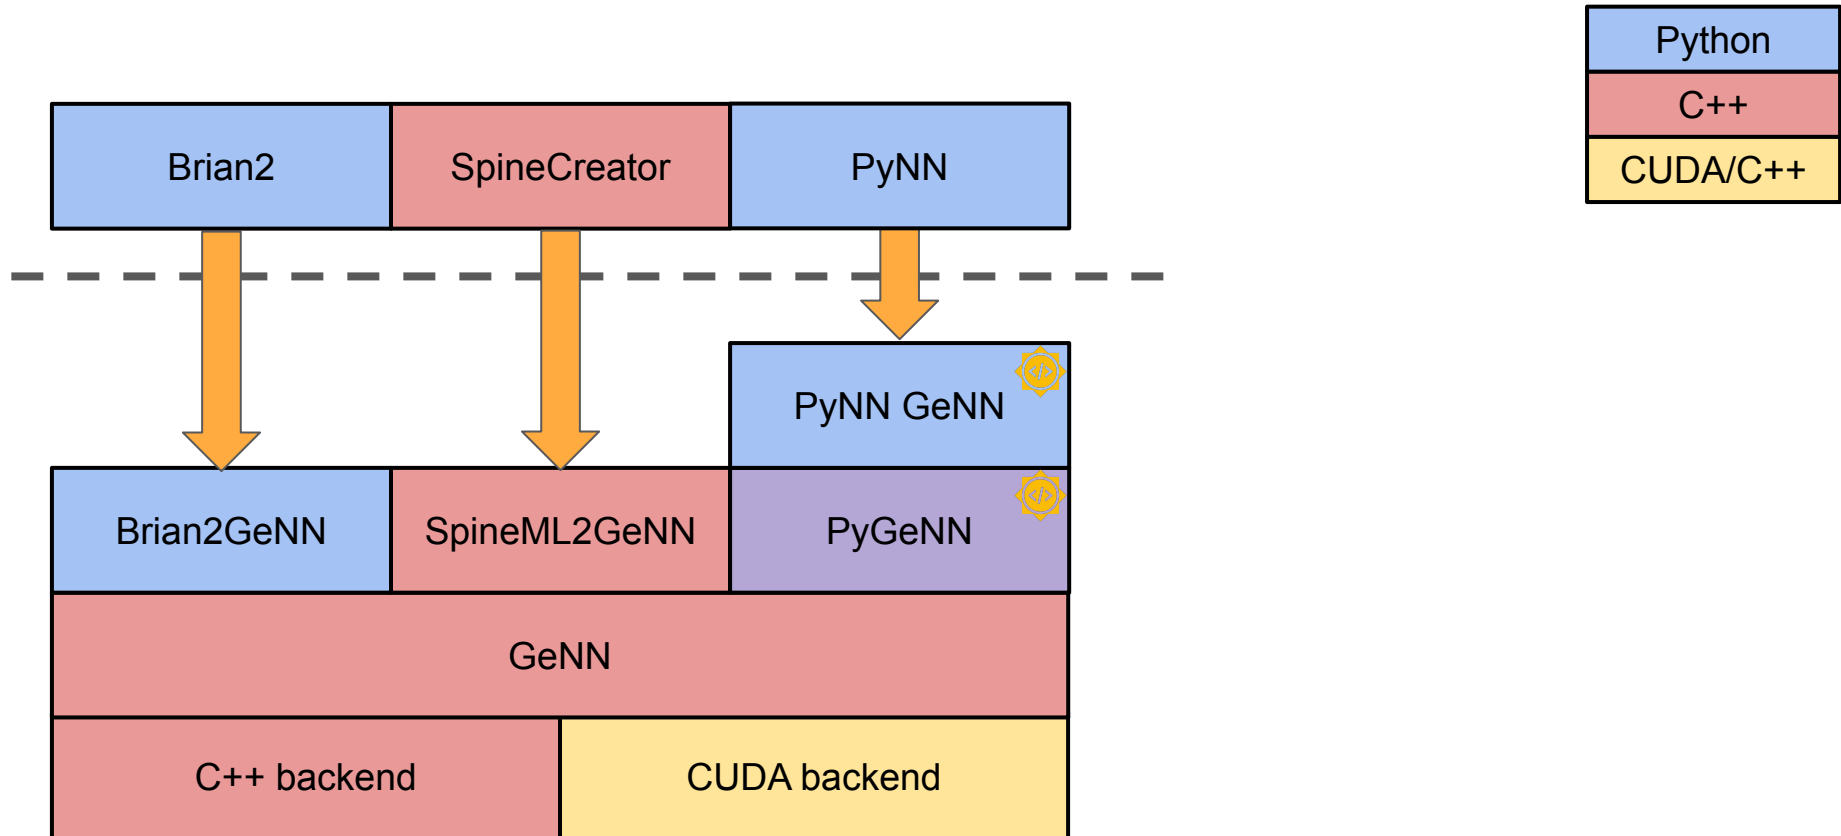 Python
C++
CUDA/C++
Brian2
SpineCreator
PyNN
PyNN GeNN
</>
Brian2GeNN
SpineML2GeNN
PyGeNN
</>
GeNN
C++ backend
CUDA backend